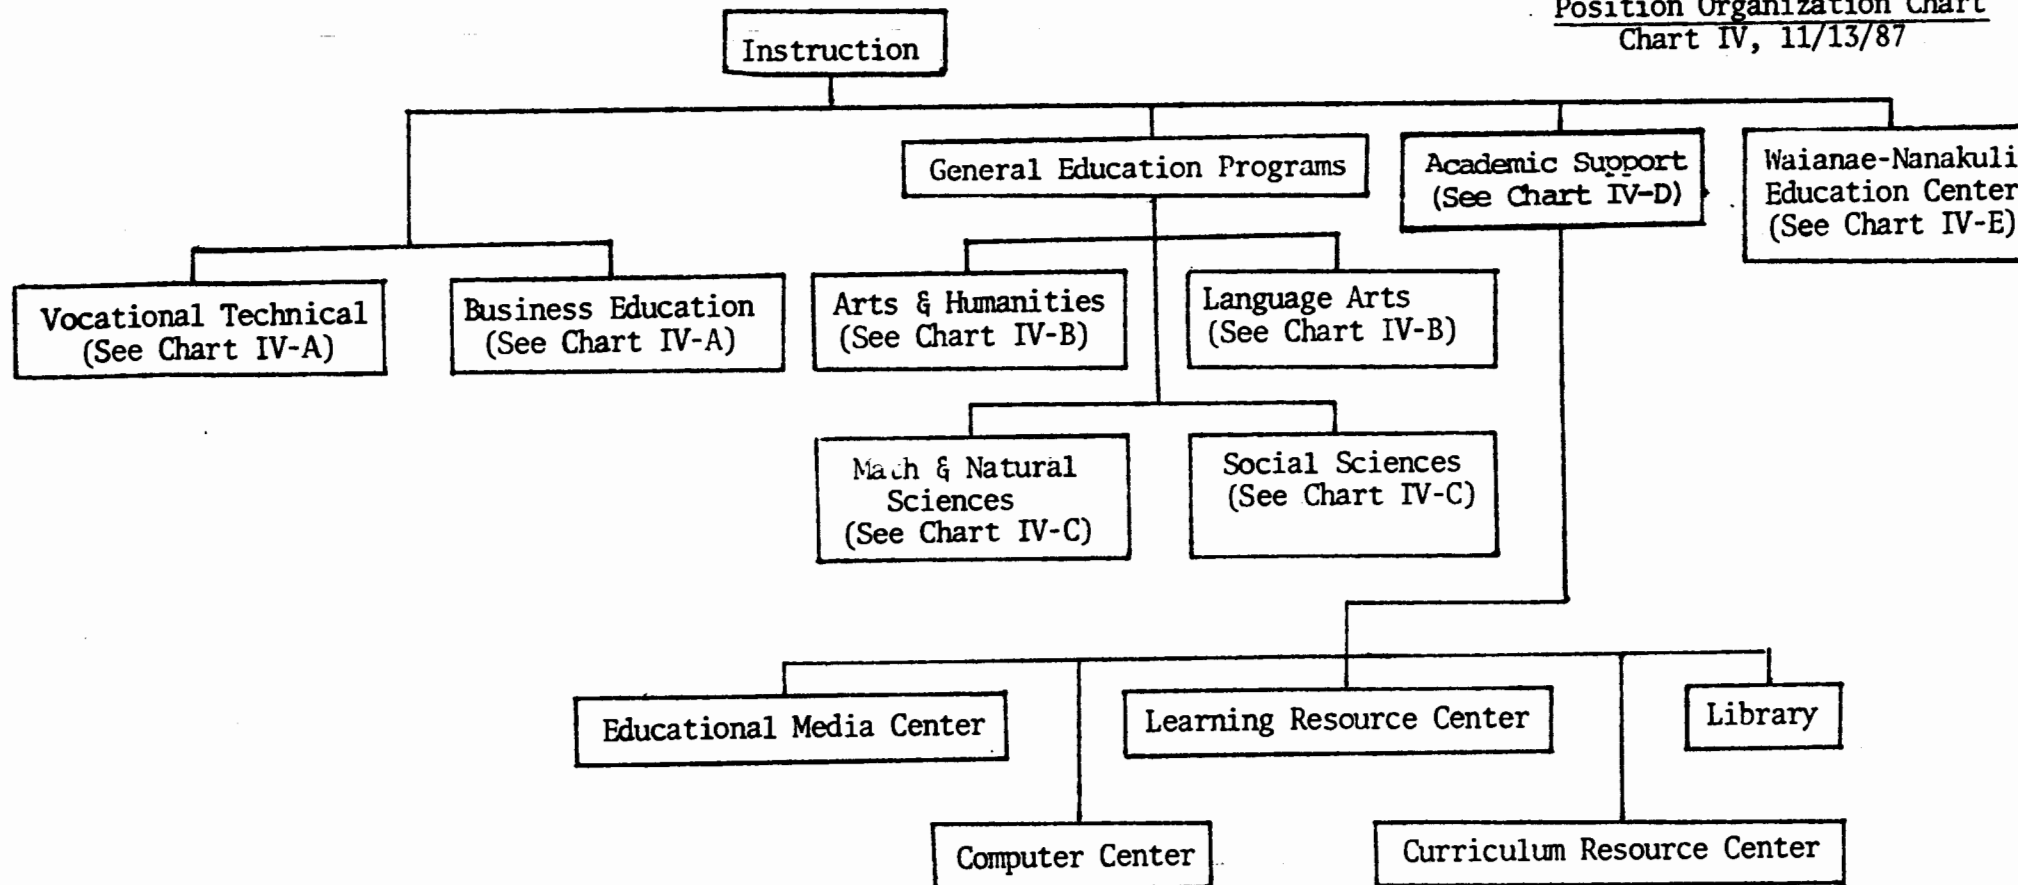 Position Organization Chart
Chart IV, 11/13/87
Instruction
General Education Programs
Academic Support
(See Chart IV-D)
Waianae-Nanakuli
Education Center
(See Chart IV-E)
Vocational Technical
(See Chart IV-A)
Business Education
(See Chart IV-A)
Arts & Humanities
(See Chart IV-B)
Language Arts
(See Chart IV-B)
Math & Natural
Sciences
(See Chart IV-C)
Social Sciences
(See Chart IV-C)
Educational Media Center
Learning Resource Center
Library
Computer Center
Curriculum Resource Center